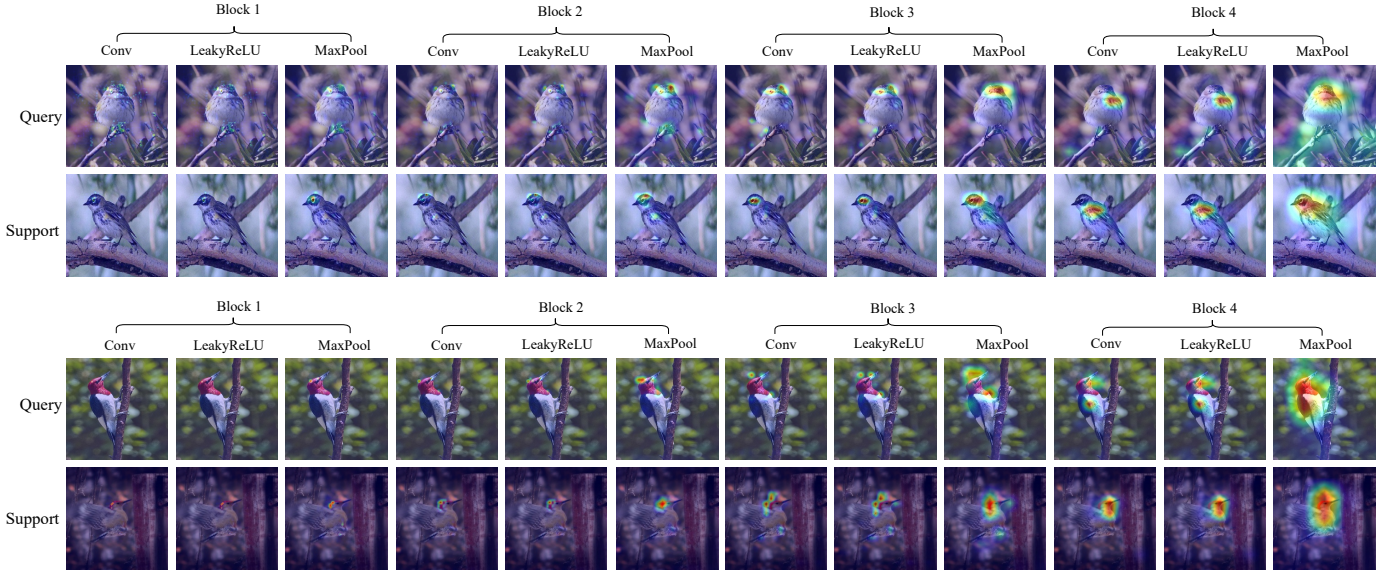 Block 1 Block 2 Block 3 Block 4
Conv LeakyReLU MaxPool Conv LeakyReLU MaxPool Conv LeakyReLU MaxPool Conv LeakyReLU MaxPool
Query
Support
Block 1 Block 2 Block 3 Block 4
Conv LeakyReLU MaxPool Conv LeakyReLU MaxPool Conv LeakyReLU MaxPool Conv LeakyReLU MaxPool
Query
Support